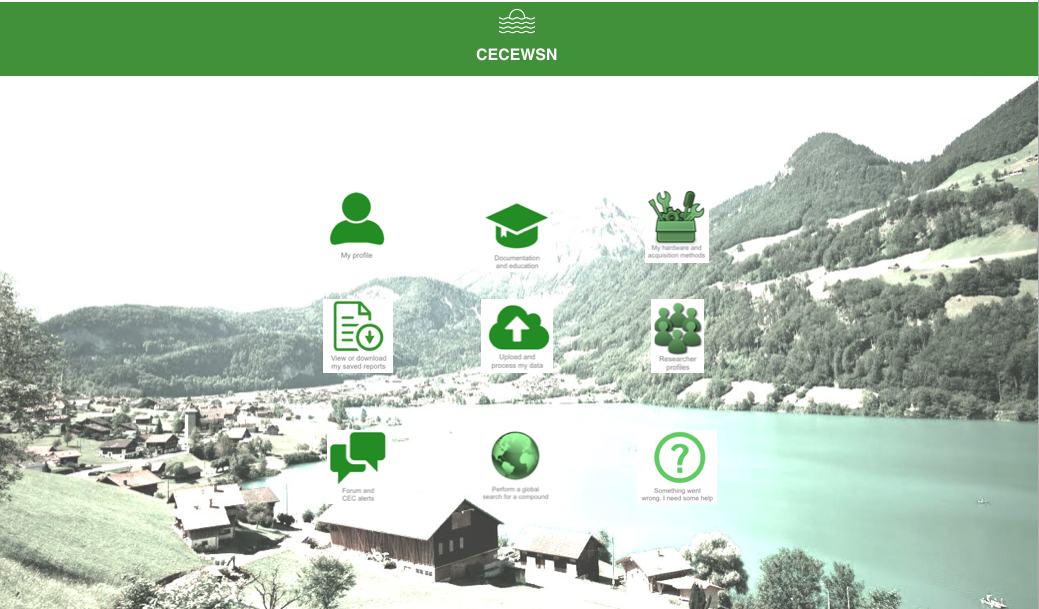 CECEWSN
My profile
Documentation
and education
My hardware and
acquisition methods
View or download
my saved reports
Upload and
process my data
Researcher
profiles
Forum and
CEC alerts
Perform a global
search for a compound
Something went
wrong. I need some help